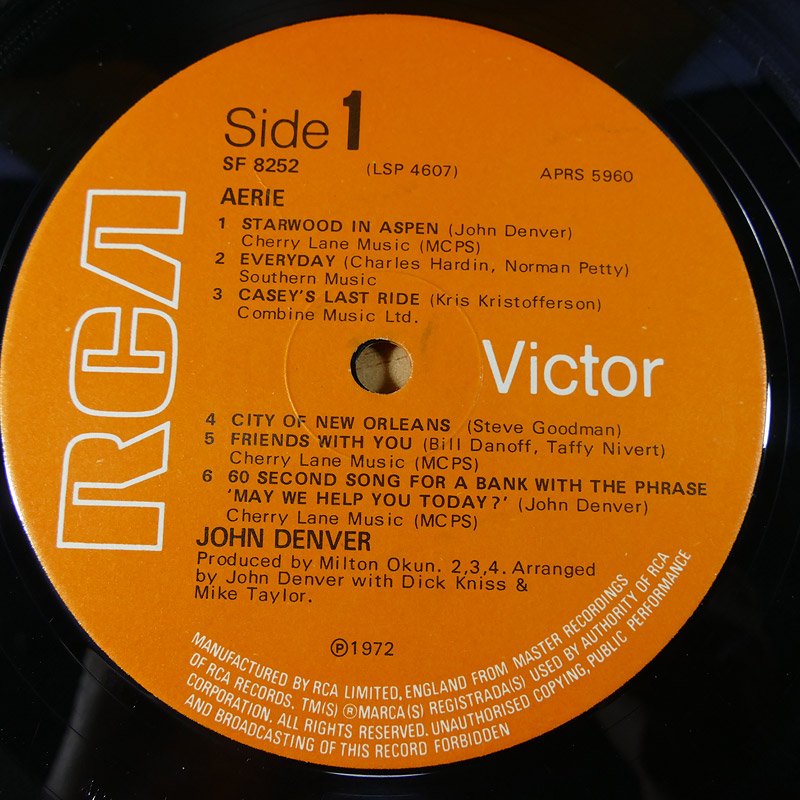 Side 1
SF 8252 (LSP 4607) APRS 5960
AERIE
1 STARWOOD IN ASPEN (John Denver)
Cherry Lane Music (MCPS)
2 EVERYDAY (Charles Hardin, Norman Petty)
Southern Music
3 CASEY'S LAST RIDE (Kris Kristofferson)
Combine Music Ltd.
RCA
Victor
4 CITY OF NEW ORLEANS (Steve Goodman)
5 FRIENDS WITH YOU (Bill Danoff, Taffy Nivert)
Cherry Lane Music (MCPS)
6 60 SECOND SONG FOR A BANK WITH THE PHRASE
'MAY WE HELP YOU TODAY?' (John Denver)
Cherry Lane Music (MCPS)
JOHN DENVER
Produced by Milton Okun. 2,3,4. Arranged
by John Denver with Dick Kniss &
Mike Taylor.
Ⓟ1972
MANUFACTURED BY RCA LIMITED, ENGLAND FROM MASTER RECORDINGS
OF RCA RECORDS. TM(S) ® MARCA(S) REGISTRADA(S) USED BY AUTHORITY OF RCA
CORPORATION. ALL RIGHTS RESERVED. UNAUTHORISED COPYING, PUBLIC PERFORMANCE
AND BROADCASTING OF THIS RECORD FORBIDDEN